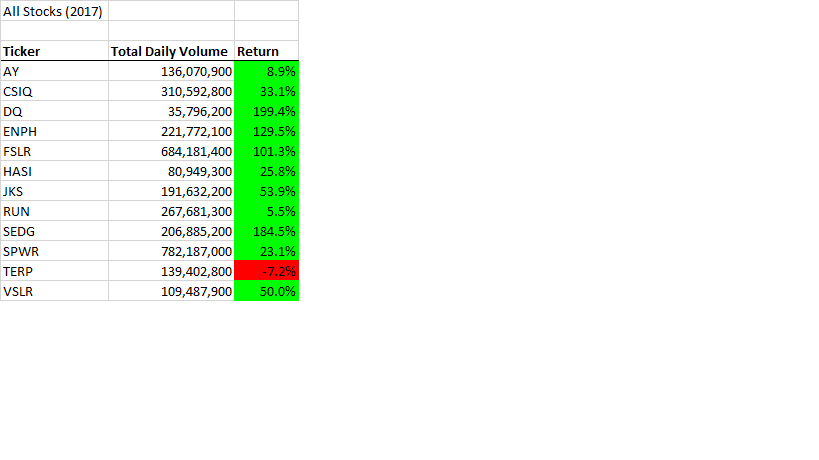 All Stocks (2017)
Ticker Total Daily Volume Return
AY 136,070,900 8.9%
CSIQ 310,592,800 33.1%
DQ 35,796,200 199.4%
ENPH 221,772,100 129.5%
FSLR 684,181,400 101.3%
HASI 80,949,300 25.8%
JKS 191,632,200 53.9%
RUN 267,681,300 5.5%
SEDG 206,885,200 184.5%
SPWR 782,187,000 23.1%
TERP 139,402,800 -7.2%
VSLR 109,487,900 50.0%